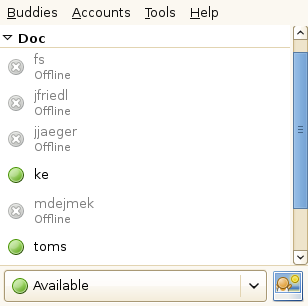 Buddies Accounts Tools Help
Doc
fs
Offline
jfriedl
Offline
jjaeger
Offline
ke
mdejmek
Offline
toms
Available